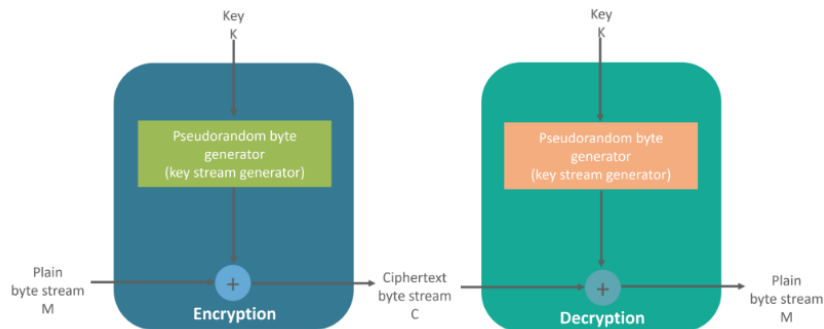 Key
K
Pseudorandom byte
generator
(key stream generator)
Plain
byte stream
M
+
Encryption
Ciphertext
byte stream
C
Key
K
Pseudorandom byte
generator
(key stream generator)
+
Decryption
Plain
byte stream
M